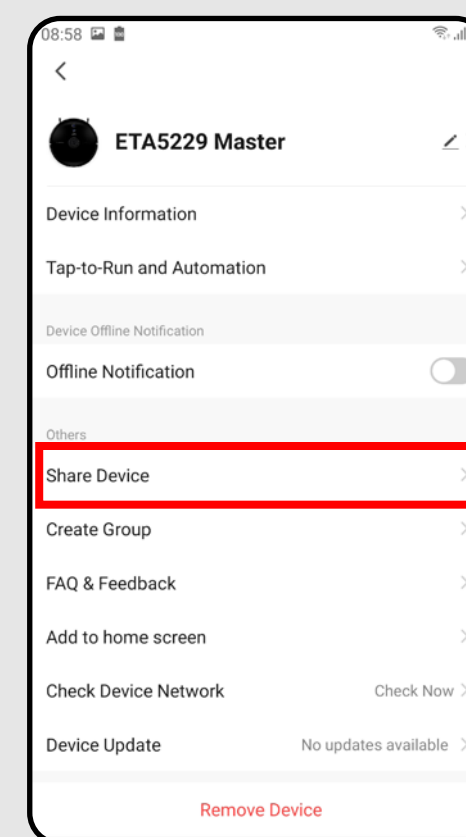 08:58
ETA5229 Master
Device Information
Tap-to-Run and Automation
Device Offline Notification
Offline Notification
Others
Share Device
Create Group
FAQ & Feedback
Add to home screen
Check Device Network Check Now
Device Update No updates available
Remove Device